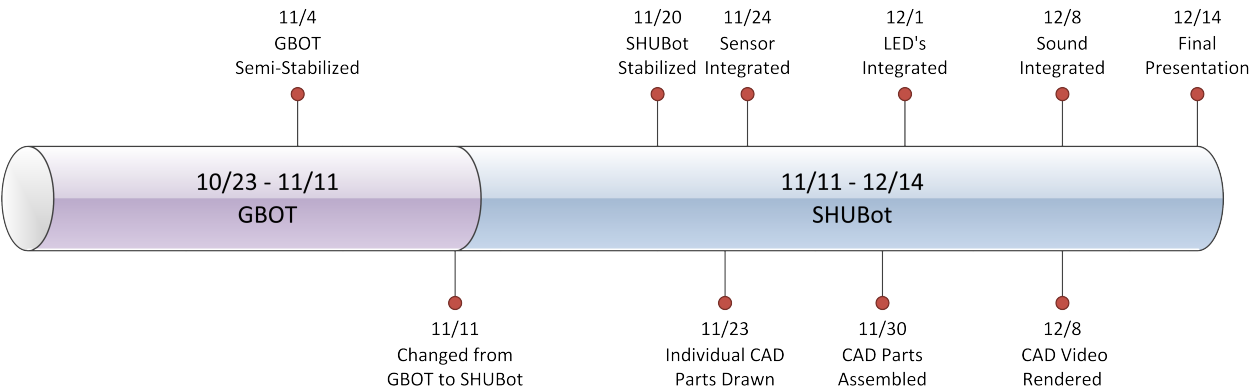 11/4
GBOT
Semi-Stabilized
11/20
SHUBot
Stabilized
11/24
Sensor
Integrated
12/1
LED's
Integrated
12/8
Sound
Integrated
12/14
Final
Presentation
10/23 - 11/11
GBOT
11/11 - 12/14
SHUBot
11/11
Changed from
GBOT to SHUBot
11/23
Individual CAD
Parts Drawn
11/30
CAD Parts
Assembled
12/8
CAD Video
Rendered